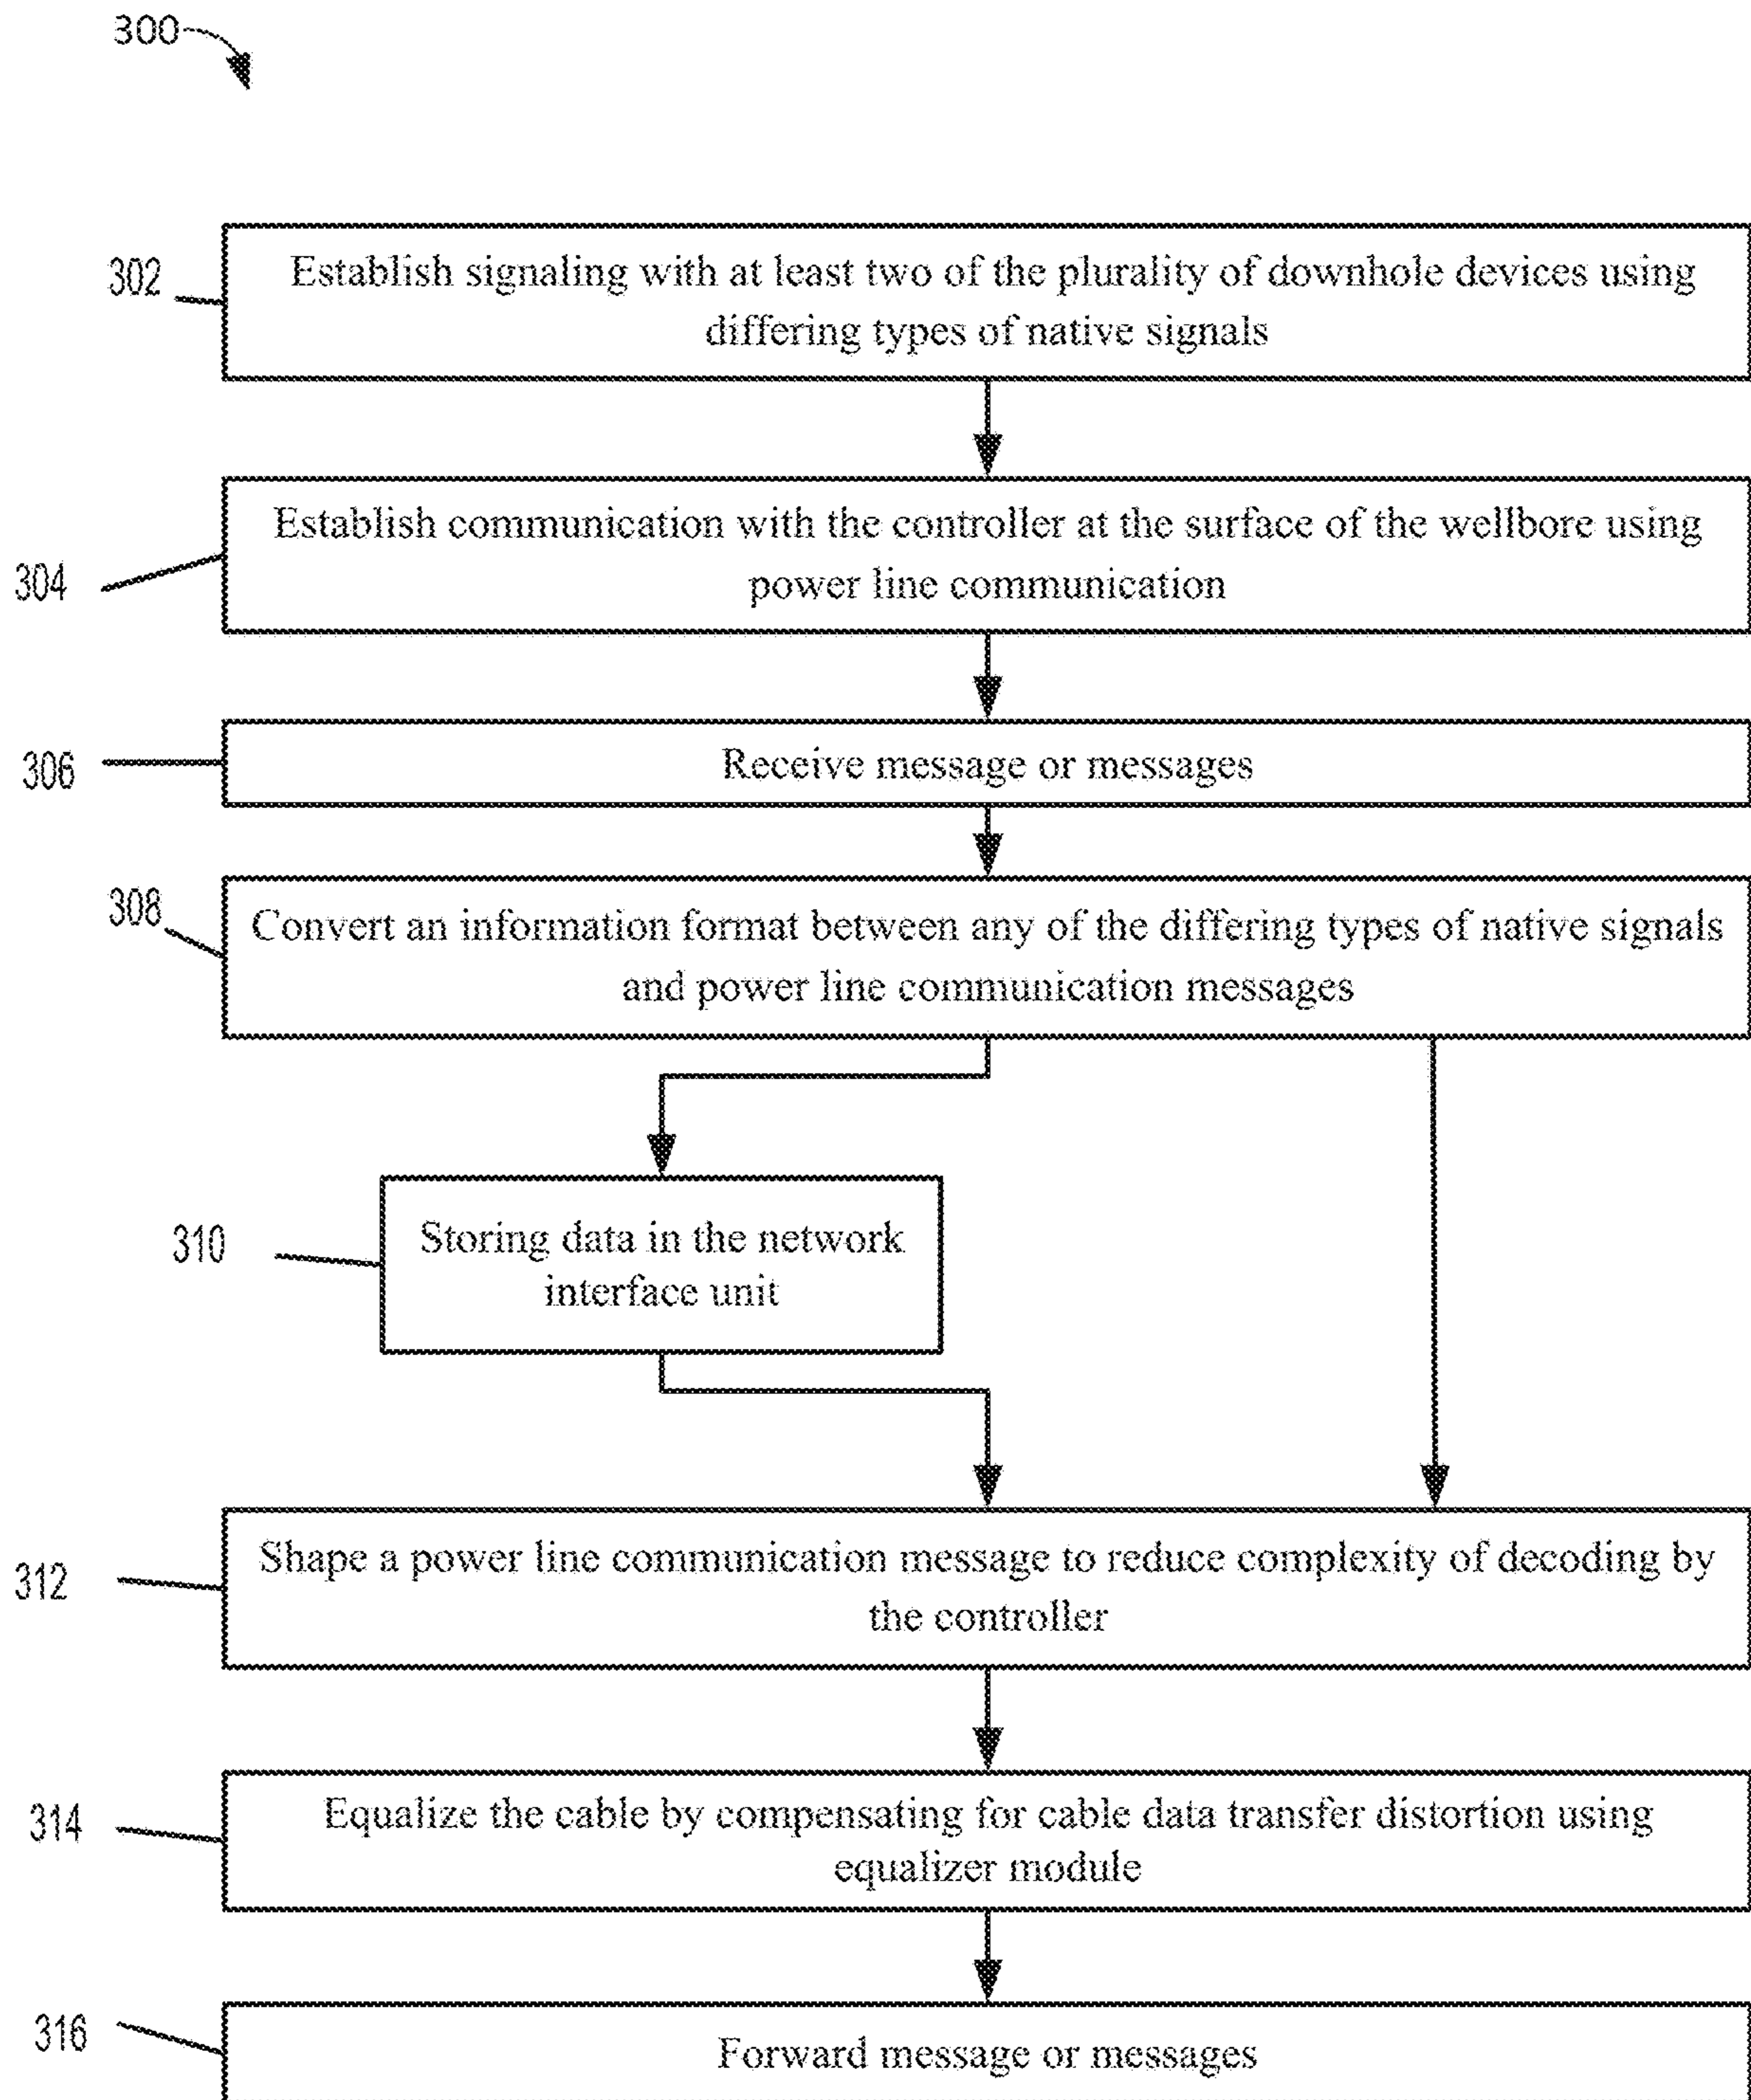 300
302
Establish signaling with at least two of the plurality of downhole devices using
differing types of native signals
304
Establish communication with the controller at the surface of the wellbore using
power line communication
306
Receive message or messages
308
Convert an information format between any of the differing types of native signals
and power line communication messages
310
Storing data in the network
interface unit
312
Shape a power line communication message to reduce complexity of decoding by
the controller
314
Equalize the cable by compensating for cable data transfer distortion using
equalizer module
316
Forward message or messages